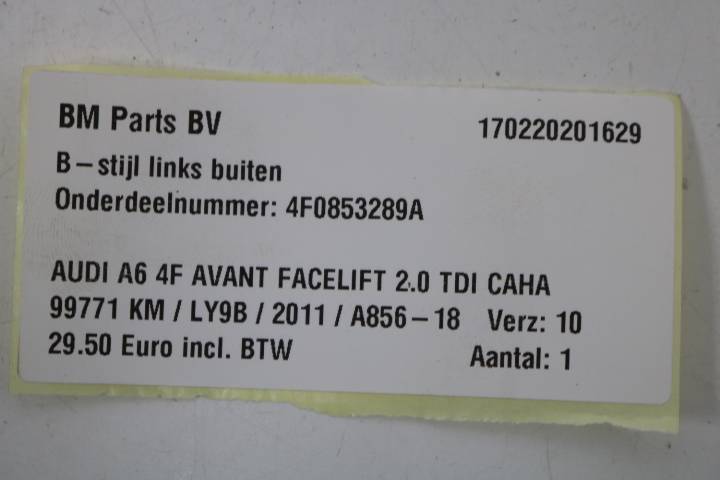 BM Parts BV 170220201629
B-stijl links buiten
Onderdeelnummer: 4F0853289A
AUDI A6 4F AVANT FACELIFT 2.0 TDI CAHA
99771 KM / LY9B / 2011 / A856-18 Verz: 10
29.50 Euro incl. BTW Aantal: 1